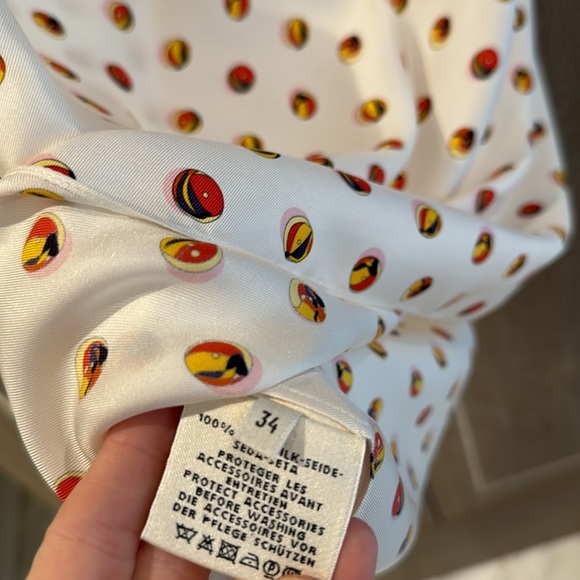 34
100% ILK-SEIDE-
SEDA-SETA
PROTEGER LES
ACCESSOIRES AVANT
ENTRETIEN
PROTECT ACCESSORIES
BEFORE WASHING
DIE ACCESSOIRES VOR
DER PFLEGE SCHÜTZEN